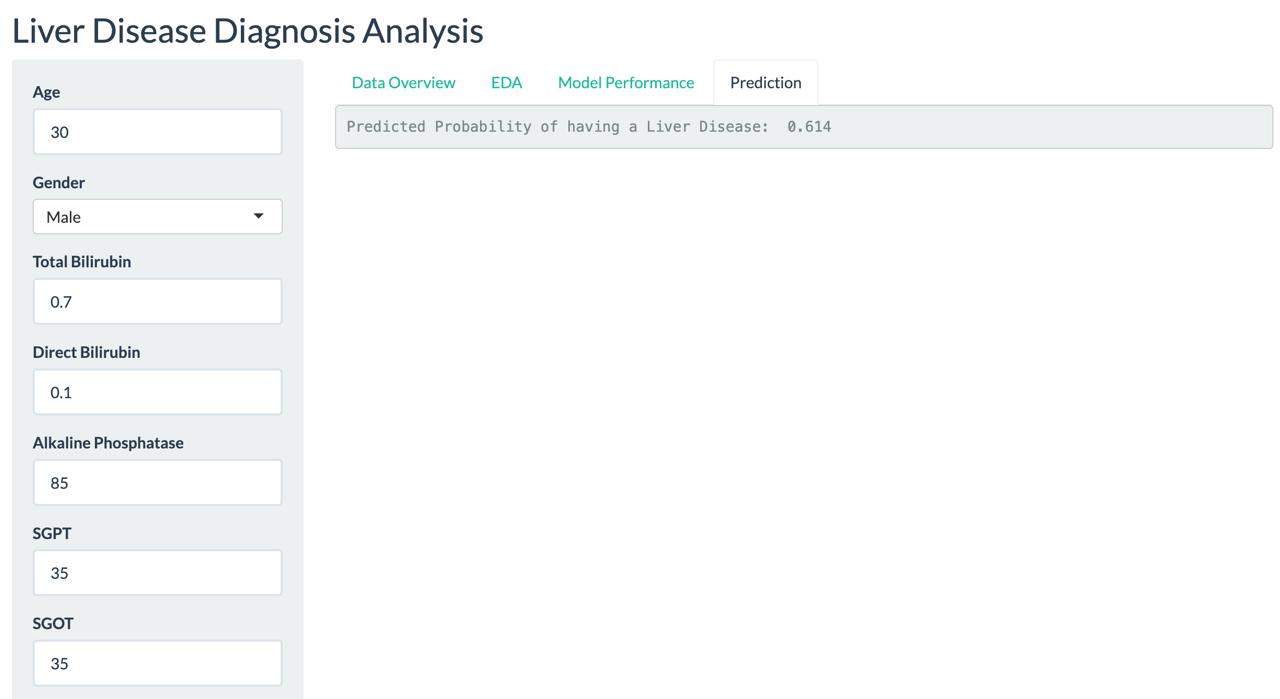 Liver Disease Diagnosis Analysis
Age
30
Gender
Male
Total Bilirubin
0.7
Direct Bilirubin
0.1
Alkaline Phosphatase
85
SGPT
35
SGOT
35
Data Overview EDA Model Performance Prediction
Predicted Probability of having a Liver Disease: 0.614